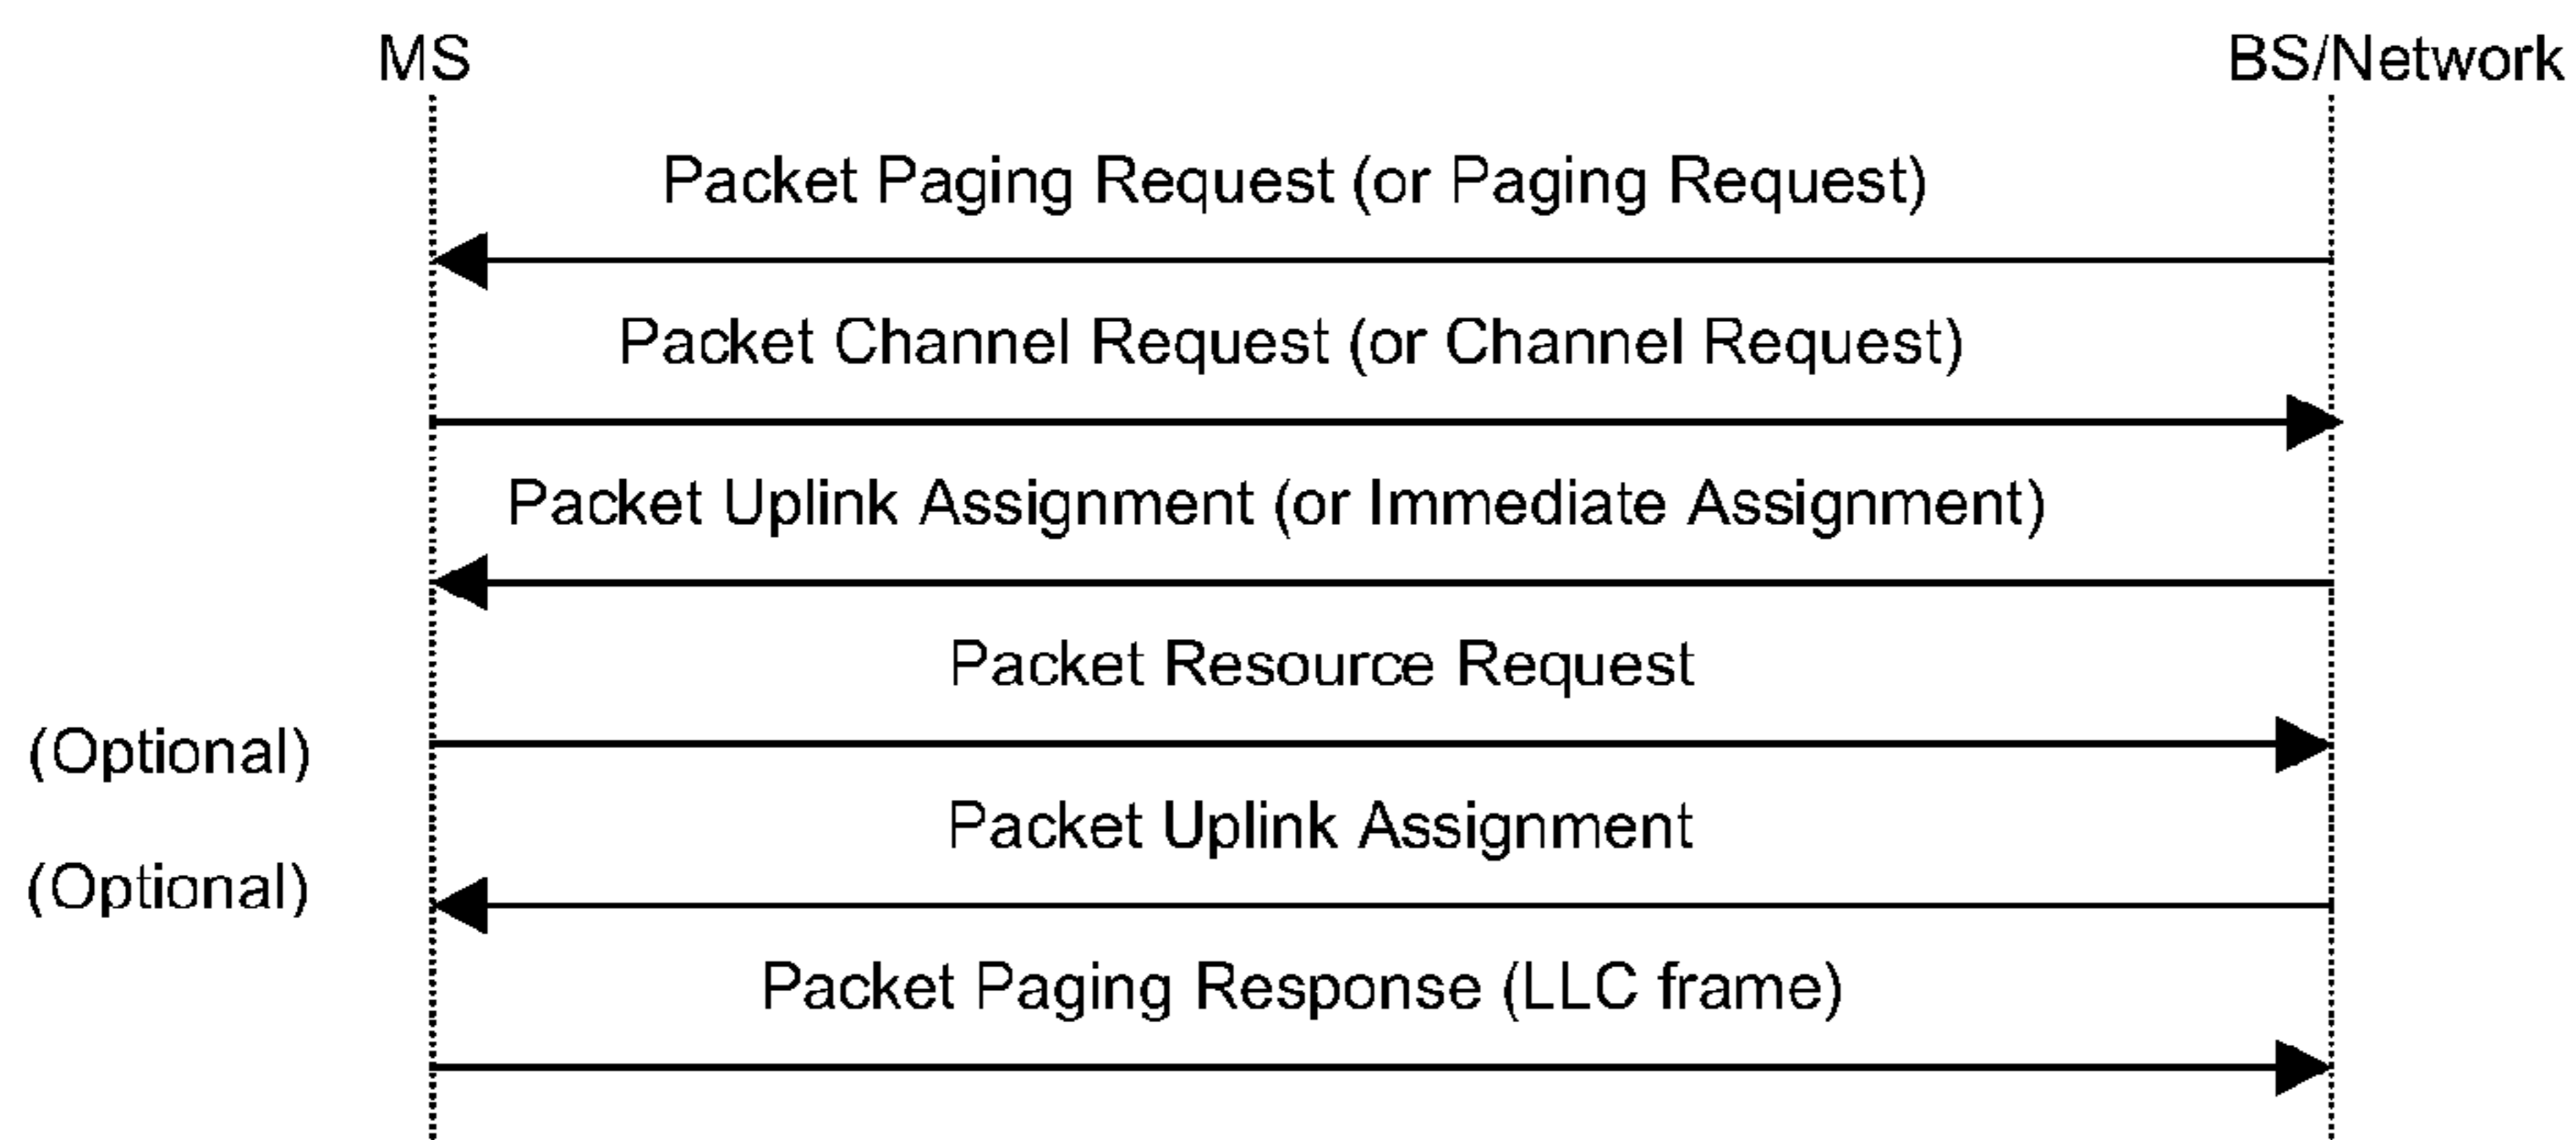 MS
BS/Network
Packet Paging Request (or Paging Request)
Packet Channel Request (or Channel Request)
Packet Uplink Assignment (or Immediate Assignment)
Packet Resource Request
(Optional)
Packet Uplink Assignment
(Optional)
Packet Paging Response (LLC frame)